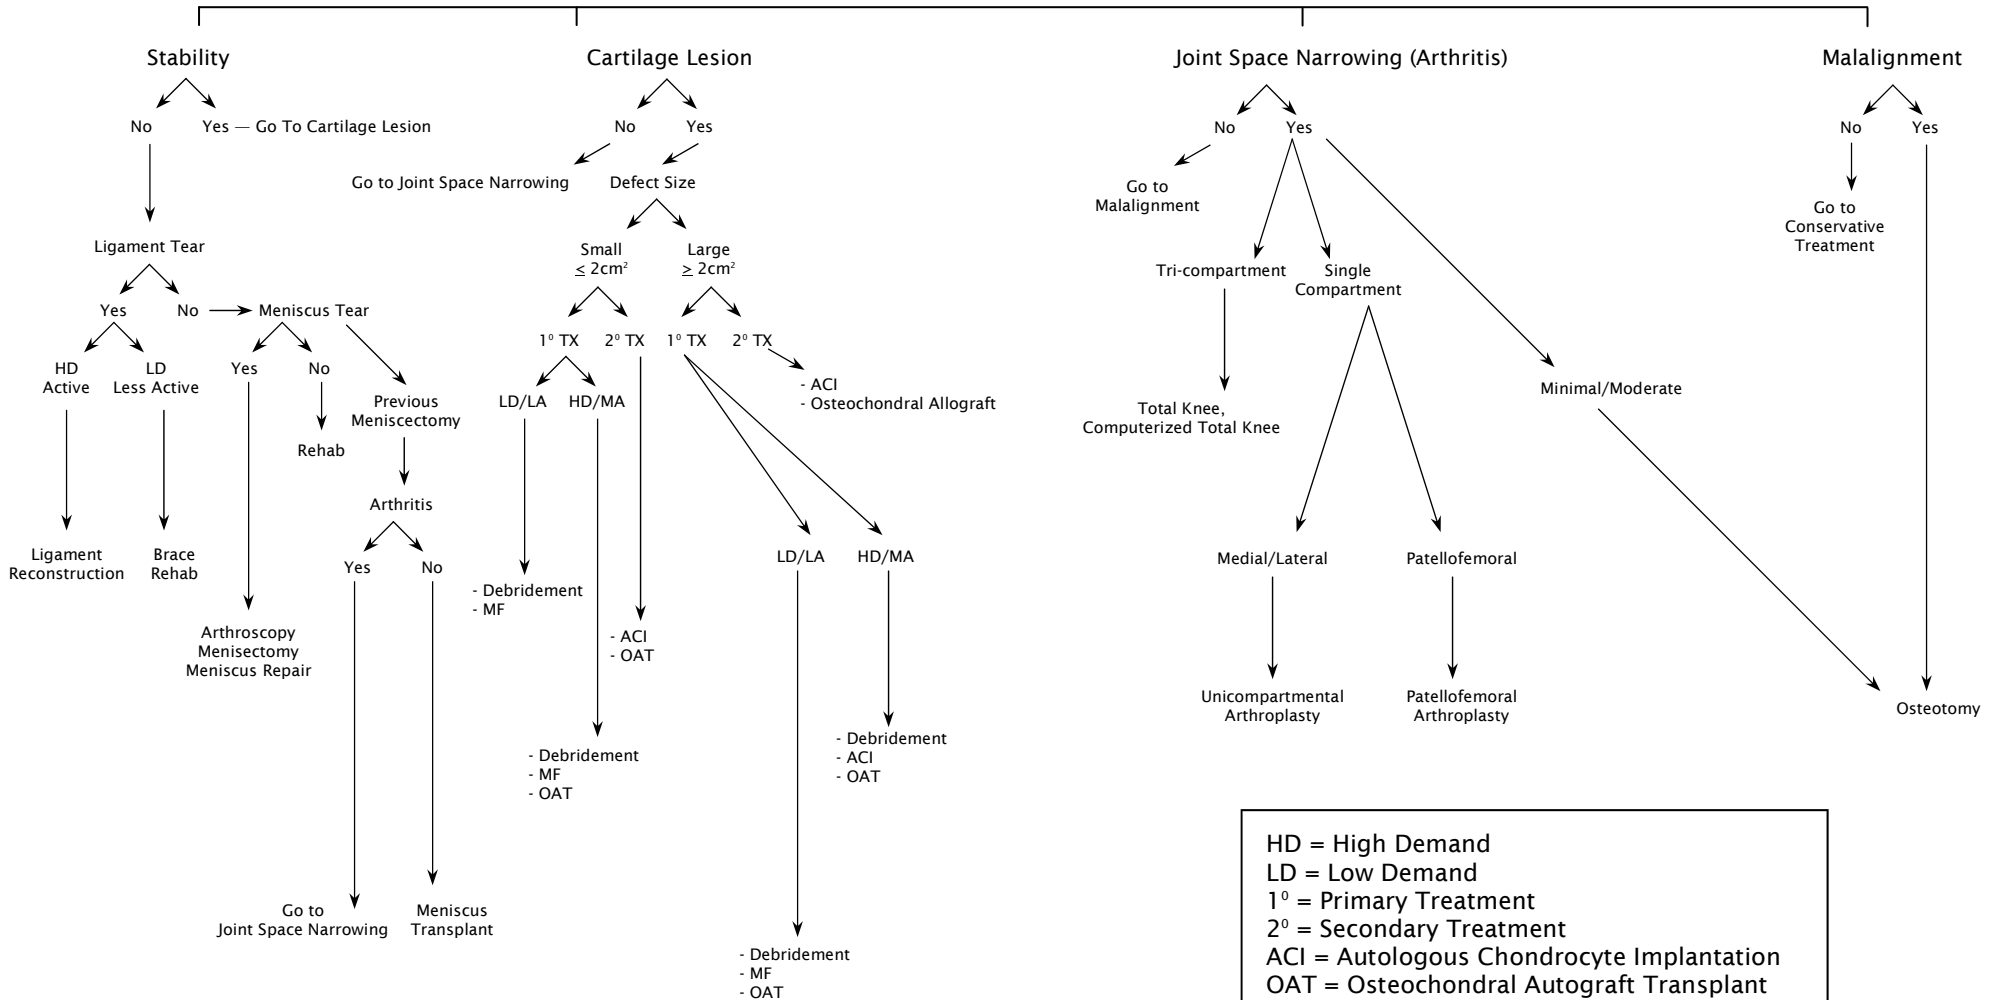 Stability
Cartilage Lesion
Joint Space Narrowing (Arthritis)
Malalignment
No
Yes — Go To Cartilage Lesion
Ligament Tear
Yes
No
Meniscus Tear
HD
Active
LD
Less Active
Yes
No
Previous
Meniscectomy
Rehab
Arthritis
Ligament
Reconstruction
Brace
Rehab
Yes
No
Arthroscopy
Menisectomy
Meniscus Repair
Go to
Joint Space Narrowing
Meniscus
Transplant
No
Yes
Go to Joint Space Narrowing
Defect Size
Small
≤ 2cm²
Large
≥ 2cm²
1⁰ TX
2⁰ TX
1⁰ TX
2⁰ TX
LD/LA
HD/MA
- ACI
- Osteochondral Allograft
- Debridement
- MF
- ACI
- OAT
- Debridement
- MF
- OAT
LD/LA
HD/MA
- Debridement
- ACI
- OAT
- Debridement
- MF
- OAT
No
Yes
Go to
Malalignment
Tri-compartment
Single
Compartment
Total Knee,
Computerized Total Knee
Minimal/Moderate
Medial/Lateral
Patellofemoral
Unicompartmental
Arthroplasty
Patellofemoral
Arthroplasty
No
Yes
Go to
Conservative
Treatment
Osteotomy
HD = High Demand
LD = Low Demand
1⁰ = Primary Treatment
2⁰ = Secondary Treatment
ACI = Autologous Chondrocyte Implantation
OAT = Osteochondral Autograft Transplant